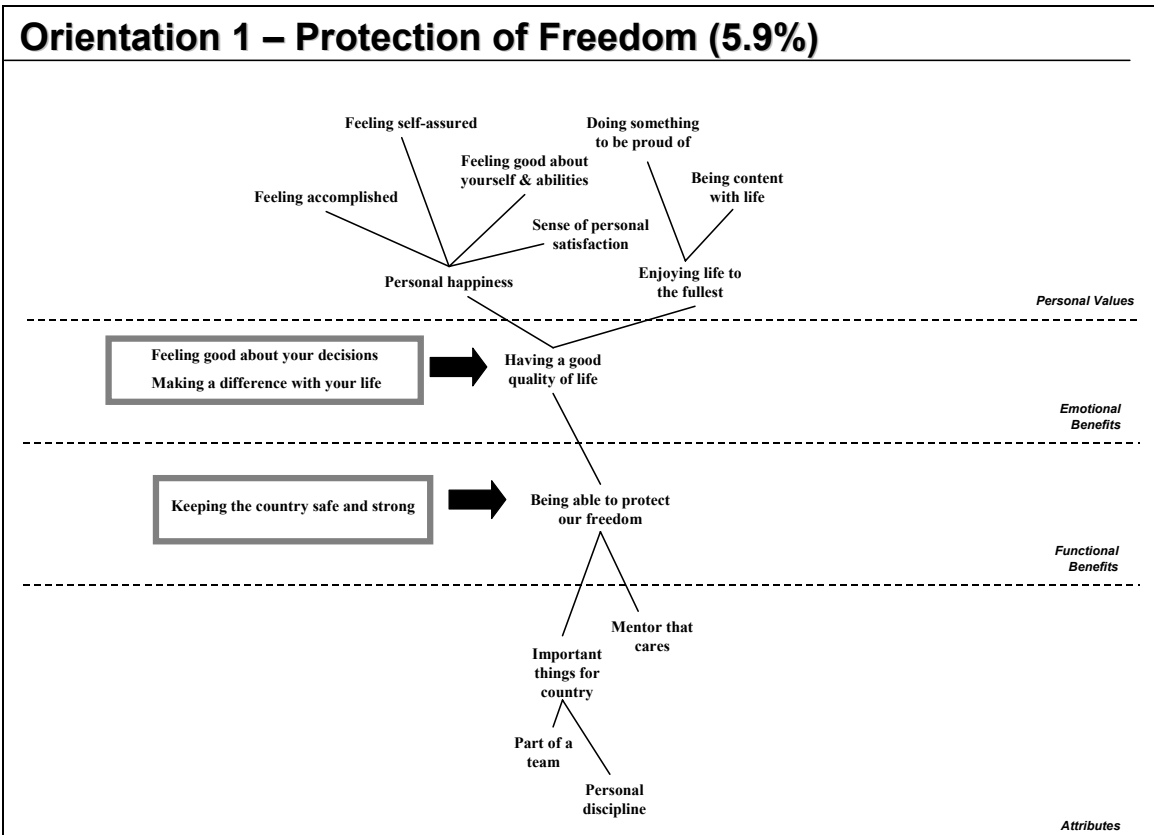 Orientation 1 – Protection of Freedom (5.9%)
Feeling self-assured
Doing something
to be proud of
Feeling good about
yourself & abilities
Being content
with life
Feeling accomplished
Sense of personal
satisfaction
Personal happiness
Enjoying life to
the fullest
Personal Values
Feeling good about your decisions
Making a difference with your life
Having a good
quality of life
Emotional
Benefits
Keeping the country safe and strong
Being able to protect
our freedom
Functional
Benefits
Mentor that
cares
Important
things for
country
Part of a
team
Personal
discipline
Attributes